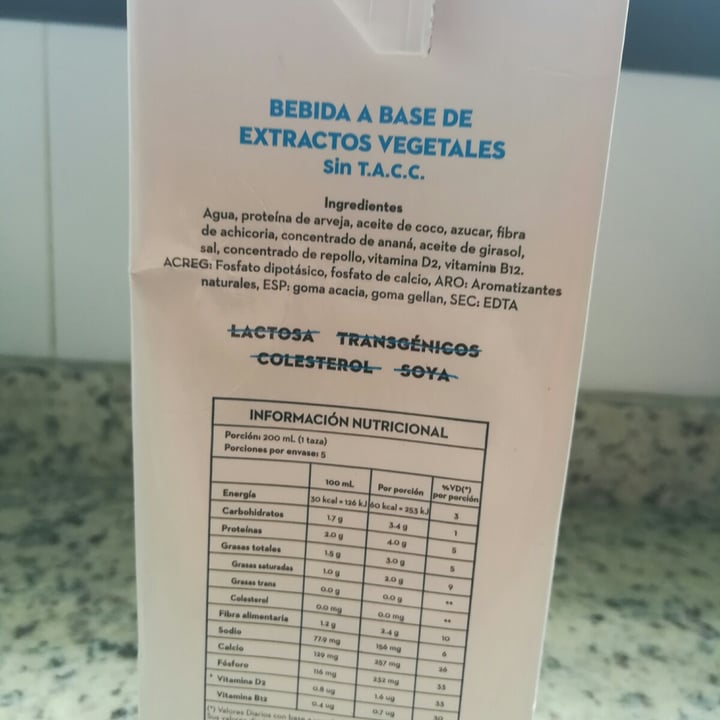 BEBIDA A BASE DE
EXTRACTOS VEGETALES
Sin T.A.C.C.
Ingredientes
Agua, proteína de arveja, aceite de coco, azucar, fibra
de achicoria, concentrado de ananá, aceite de girasol,
sal, concentrado de repollo, vitamina D2, vitamina B12.
ACREG: Fosfato dipotásico, fosfato de calcio, ARO: Aromatizantes
naturales, ESP: goma acacia, goma gellan, SEC: EDTA
LACTOSA TRANSGÉNICOS
COLESTEROL SOYA
INFORMACIÓN NUTRICIONAL
Porción: 200 mL (1 taza)
Porciones por envase: 5
100 mL Por porción %VD(*) por porción
Energía 30 kcal = 126 kJ 60 kcal = 253 kJ 3
Carbohidratos 1.7 g 3.4 g 1
Proteínas 2.0 g 4.0 g 5
Grasas totales 1.5 g 3.0 g 5
Grasas saturadas 1.0 g 2.0 g 9
Grasas trans 0.0 g 0.0 g **
Colesterol 0.0 mg 0.0 mg **
Fibra alimentaria 1.2 g 2.4 g 10
Sodio 77.9 mg 156 mg 6
Calcio 129 mg 257 mg 26
Fósforo 116 mg 232 mg 33
* Vitamina D2 0.8 ug 1.6 ug 33
Vitamina B12 0.4 ug 0.7 ug 30
(*) Valores Diarios con base